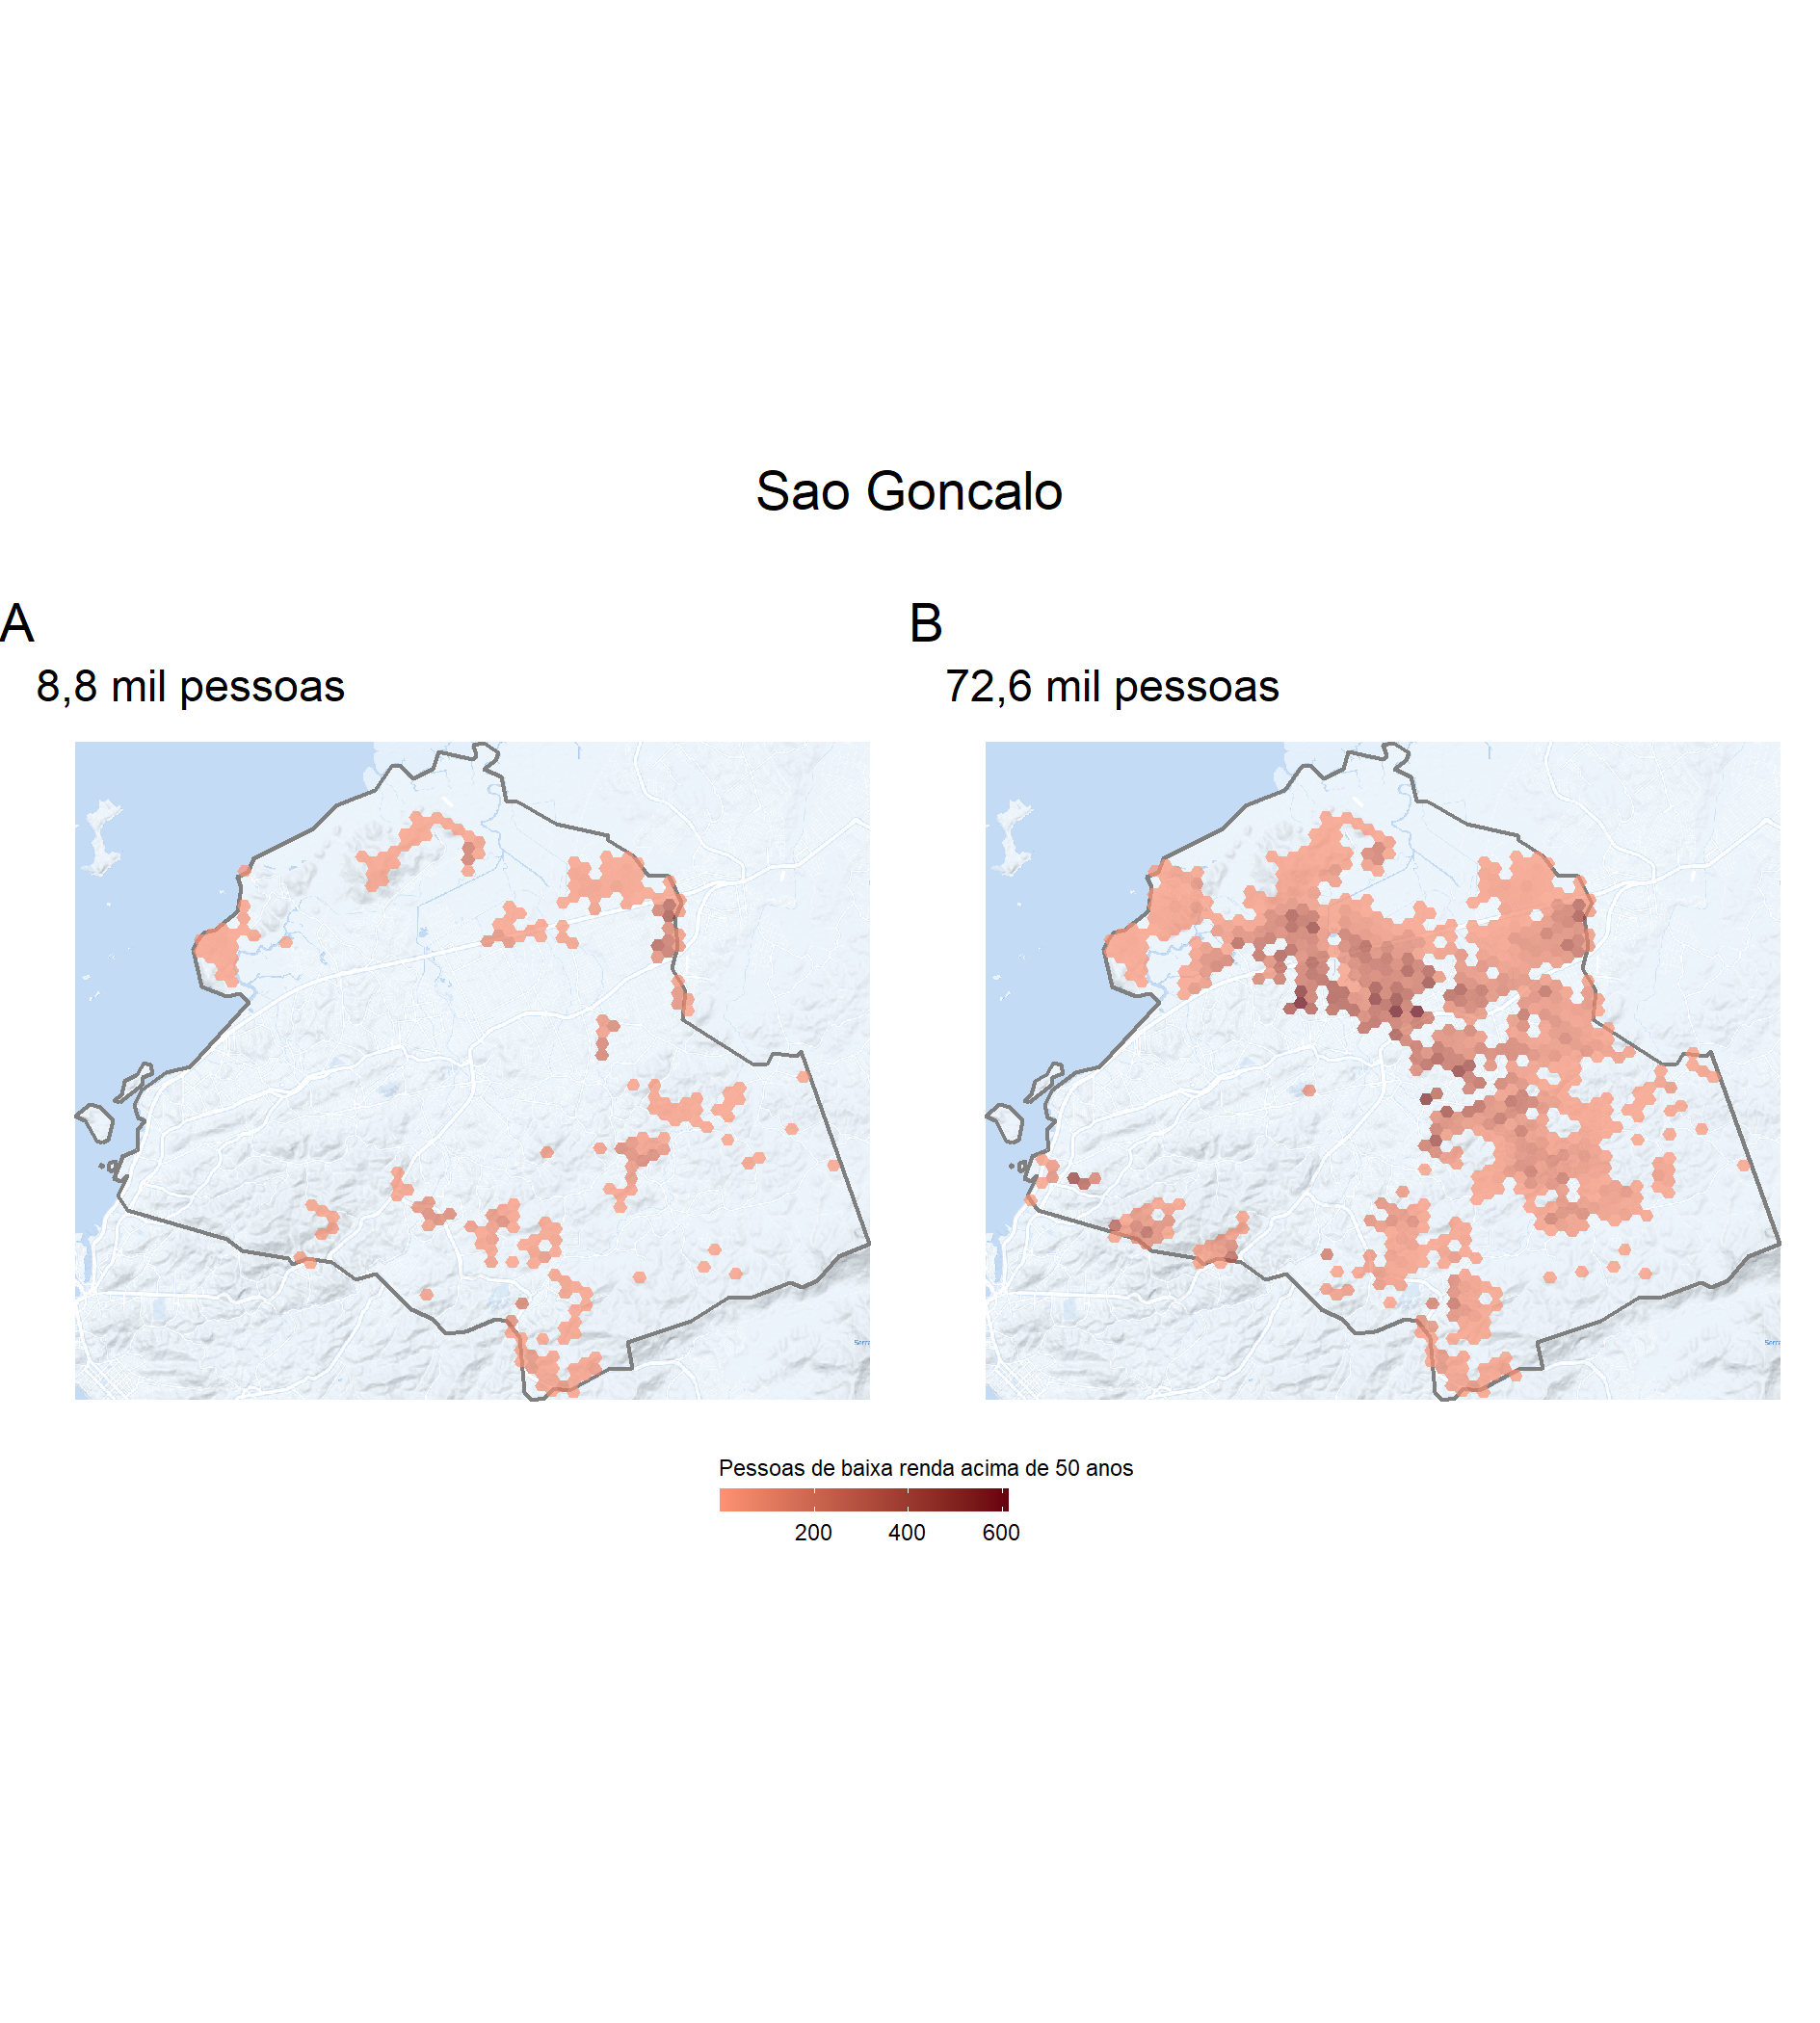 Sao Goncalo
A
B
8,8 mil pessoas
72,6 mil pessoas
Pessoas de baixa renda acima de 50 anos
200
400
600